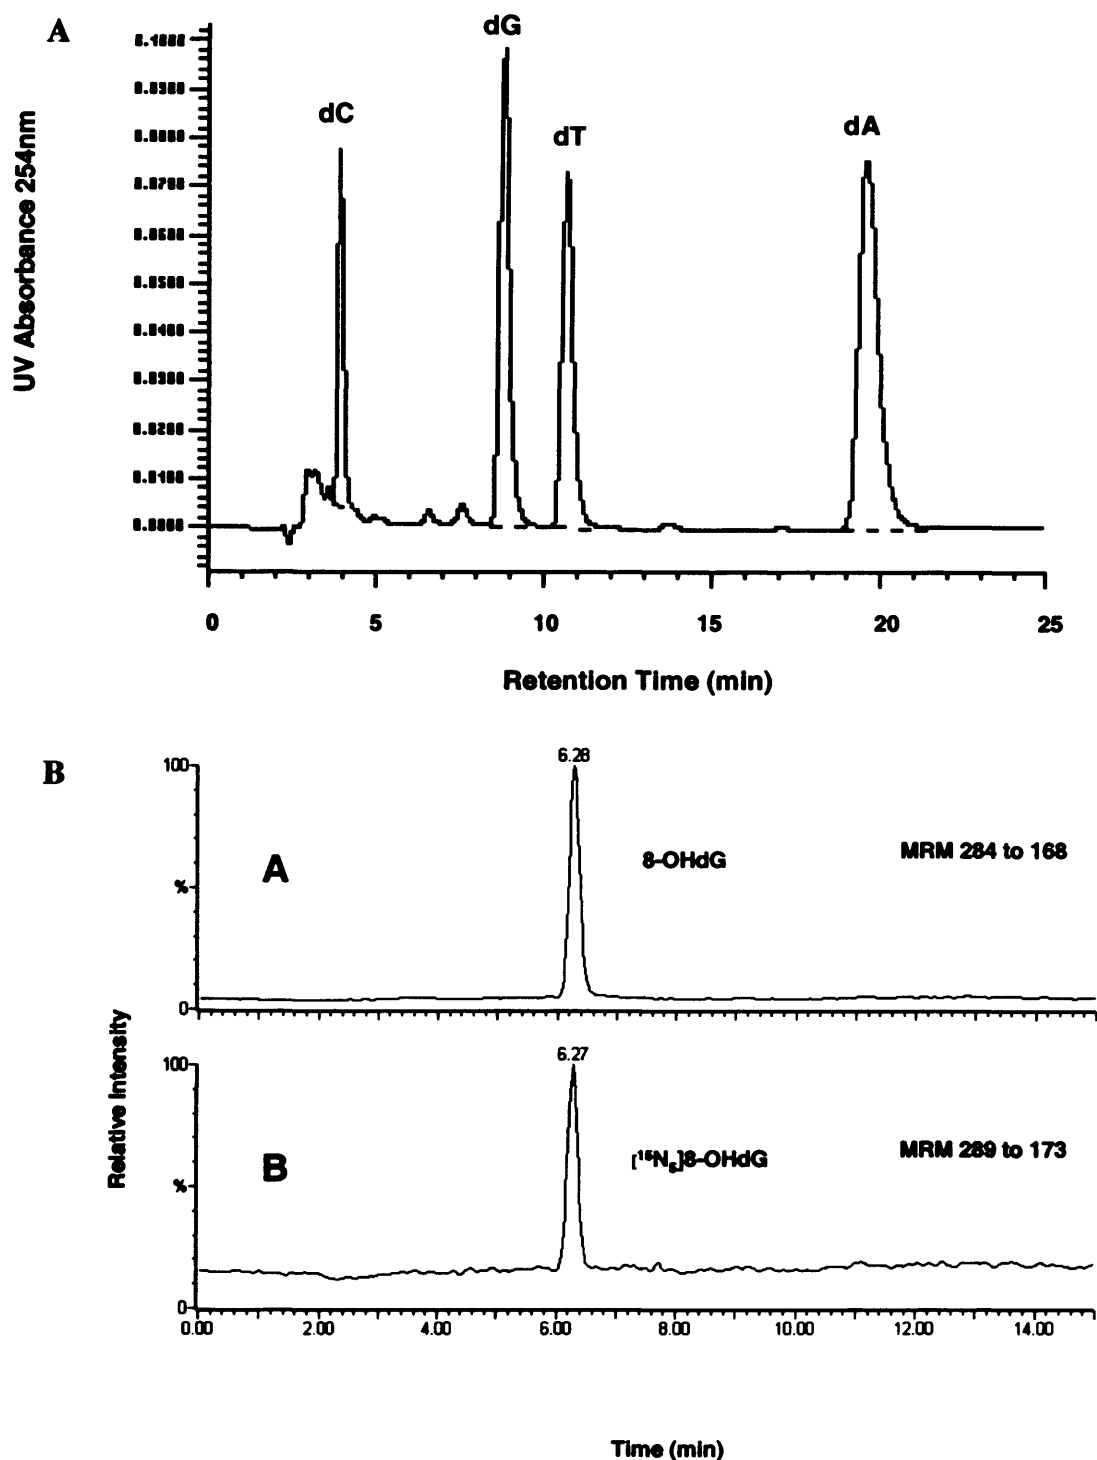 A
dG
dC
dT
dA
UV Absorbance 254nm
0 5 10 15 20 25
Retention Time (min)
B
6.28
100
A
8-OHdG
MRM 284 to 168
%
0
Relative Intensity
6.27
100
B
[¹⁵N₅]8-OHdG
MRM 289 to 173
%
0
0.00 2.00 4.00 6.00 8.00 10.00 12.00 14.00
Time (min)